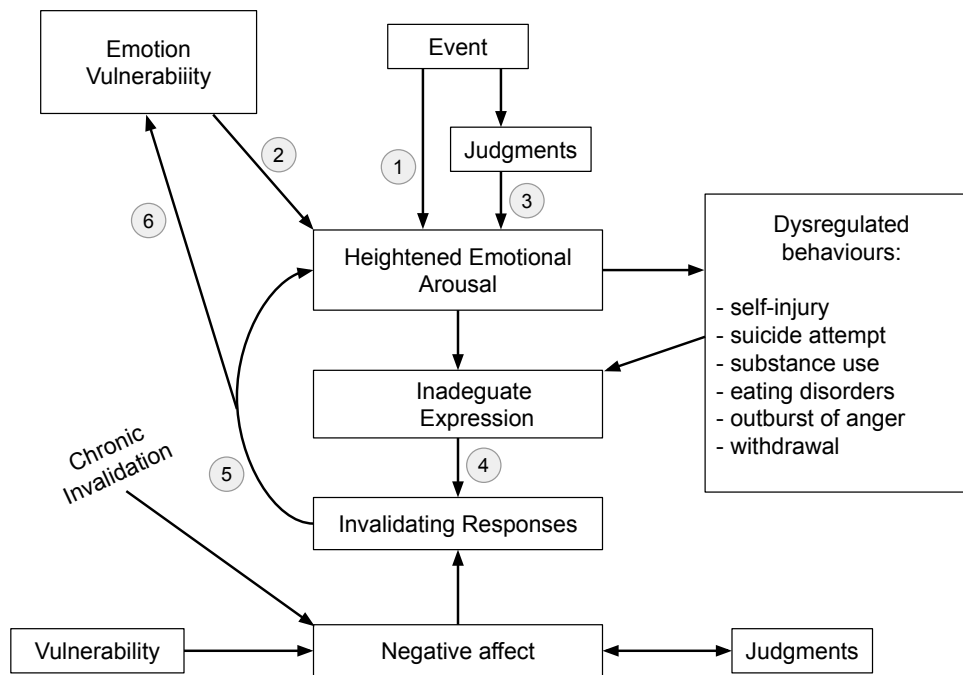 Emotion
Vulnerabiiity
Event
Judgments
1
2
3
6
Heightened Emotional
Arousal
Dysregulated
behaviours:
- self-injury
- suicide attempt
- substance use
- eating disorders
- outburst of anger
- withdrawal
Inadeguate
Expression
4
5
Chronic
Invalidation
Invalidating Responses
Vulnerability
Negative affect
Judgments